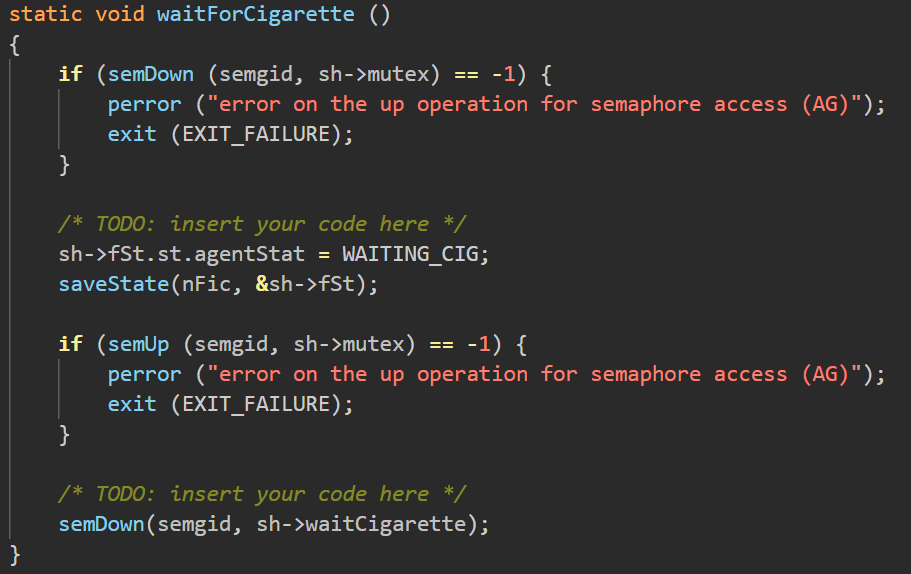 static void waitForCigarette ()
{
    if (semDown (semgid, sh->mutex) == -1) {
        perror ("error on the up operation for semaphore access (AG)");
        exit (EXIT_FAILURE);
    }

    /* TODO: insert your code here */
    sh->fSt.st.agentStat = WAITING_CIG;
    saveState(nFic, &sh->fSt);

    if (semUp (semgid, sh->mutex) == -1) {
        perror ("error on the up operation for semaphore access (AG)");
        exit (EXIT_FAILURE);
    }

    /* TODO: insert your code here */
    semDown(semgid, sh->waitCigarette);
}